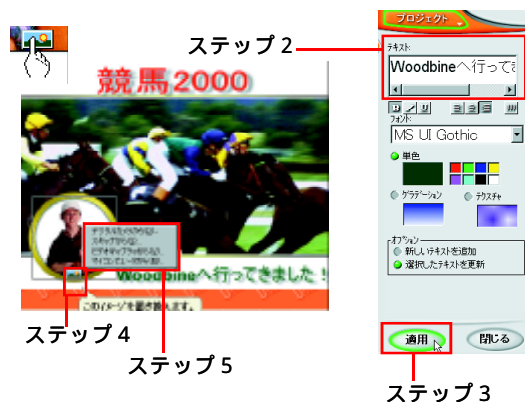 ステップ2
競馬2000
Woodbineへ行ってきました!
このイメージを置き換えます。
ステップ4
ステップ5
プロジェクト
テキスト:
Woodbineへ行ってき
フォント:
MS UI Gothic
単色
グラデーション
テクスチャ
オプション
新しいテキストを追加
選択したテキストを更新
適用
閉じる
ステップ3